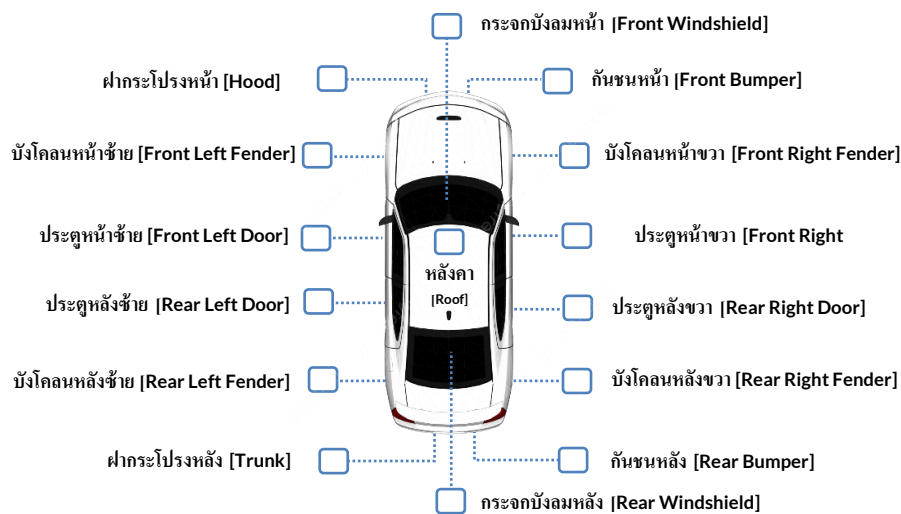 กระจกบังลมหน้า [Front Windshield]
ฝากระโปรงหน้า [Hood]
กันชนหน้า [Front Bumper]
บังโคลนหน้าซ้าย [Front Left Fender]
บังโคลนหน้าขวา [Front Right Fender]
ประตูหน้าซ้าย [Front Left Door]
ประตูหน้าขวา [Front Right
หลังคา
[Roof]
ประตูหลังซ้าย [Rear Left Door]
ประตูหลังขวา [Rear Right Door]
บังโคลนหลังซ้าย [Rear Left Fender]
บังโคลนหลังขวา [Rear Right Fender]
ฝากระโปรงหลัง [Trunk]
กันชนหลัง [Rear Bumper]
กระจกบังลมหลัง [Rear Windshield]